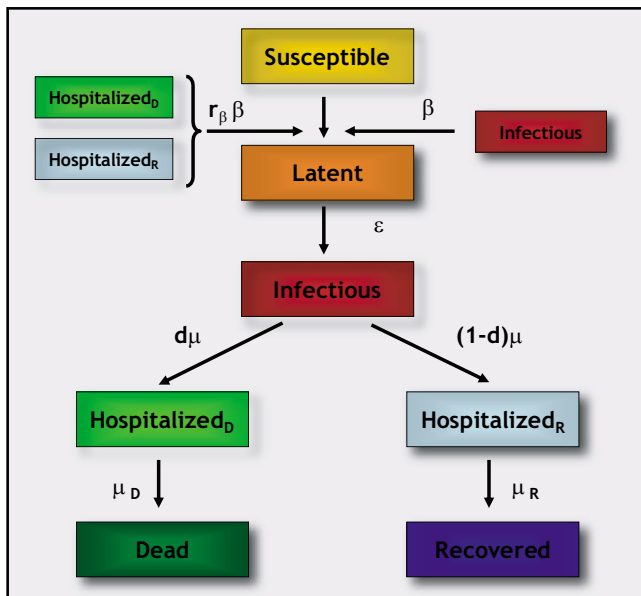 Susceptible
Hospitalized_D
r_β β
β
Infectious
Hospitalized_R
Latent
ε
Infectious
dμ
(1-d)μ
Hospitalized_D
Hospitalized_R
μ_D
μ_R
Dead
Recovered